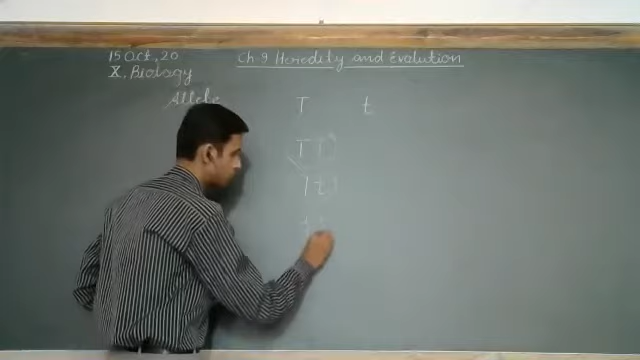 15 Oct, 20
Ch 9 Heredity and Evolution
X. Biology
Allele T t
T T
T t
t t